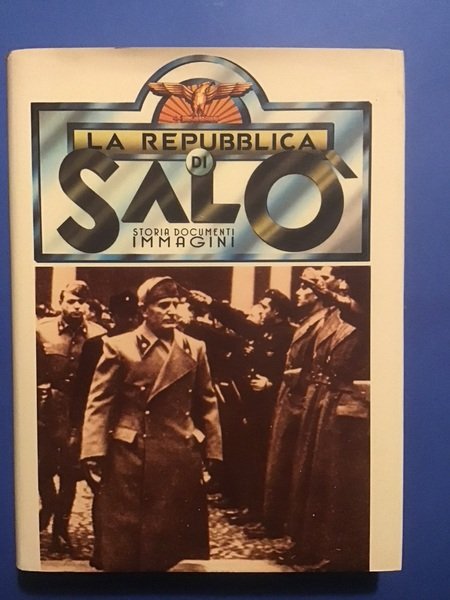 LA REPUBBLICA
DI
SALÒ
STORIA DOCUMENTI
IMMAGINI